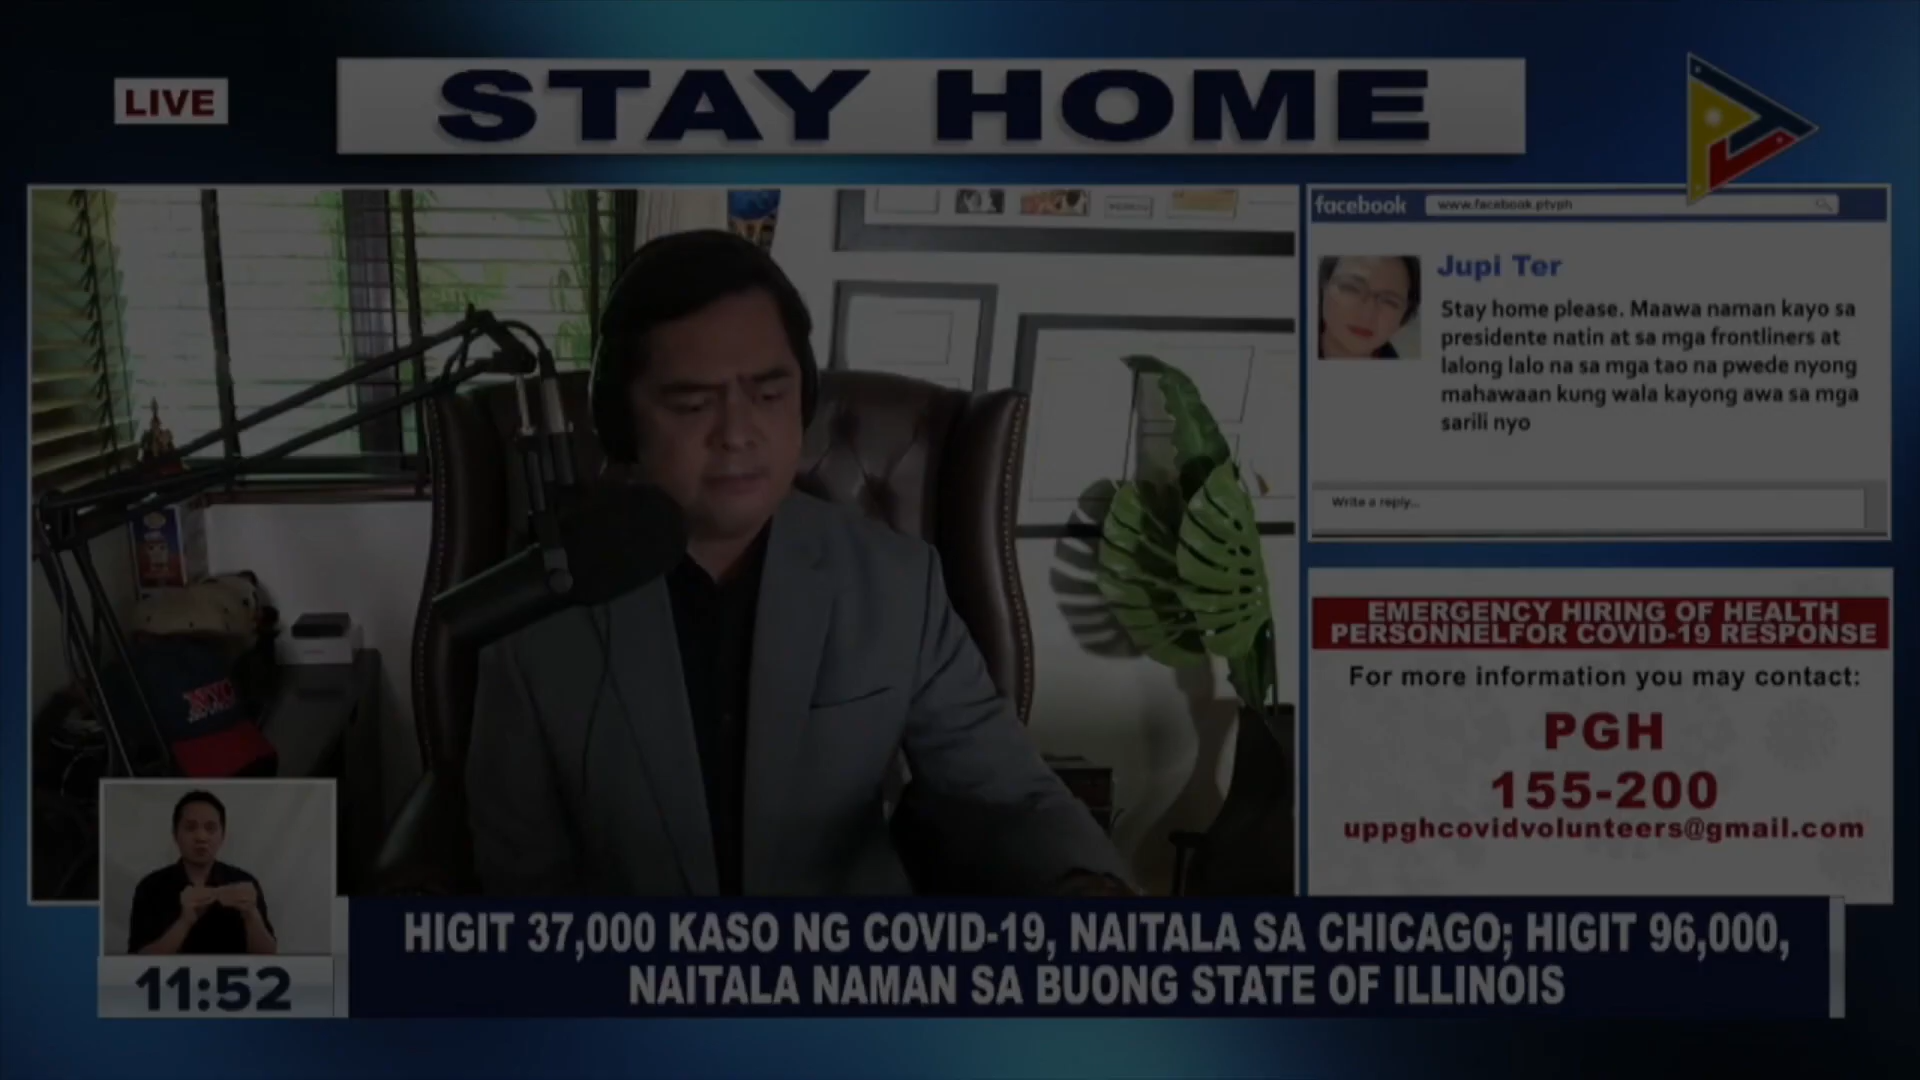 LIVE
STAY HOME
facebook
www.facebook.ptvph
Jupi Ter
Stay home please. Maawa naman kayo sa
presidente natin at sa mga frontliners at
lalong lalo na sa mga tao na pwede nyong
mahawaan kung wala kayong awa sa mga
sarili nyo
Write a reply...
EMERGENCY HIRING OF HEALTH
PERSONNELFOR COVID-19 RESPONSE
For more information you may contact:
PGH
155-200
uppghcovidvolunteers@gmail.com
HIGIT 37,000 KASO NG COVID-19, NAITALA SA CHICAGO; HIGIT 96,000,
NAITALA NAMAN SA BUONG STATE OF ILLINOIS
11:52